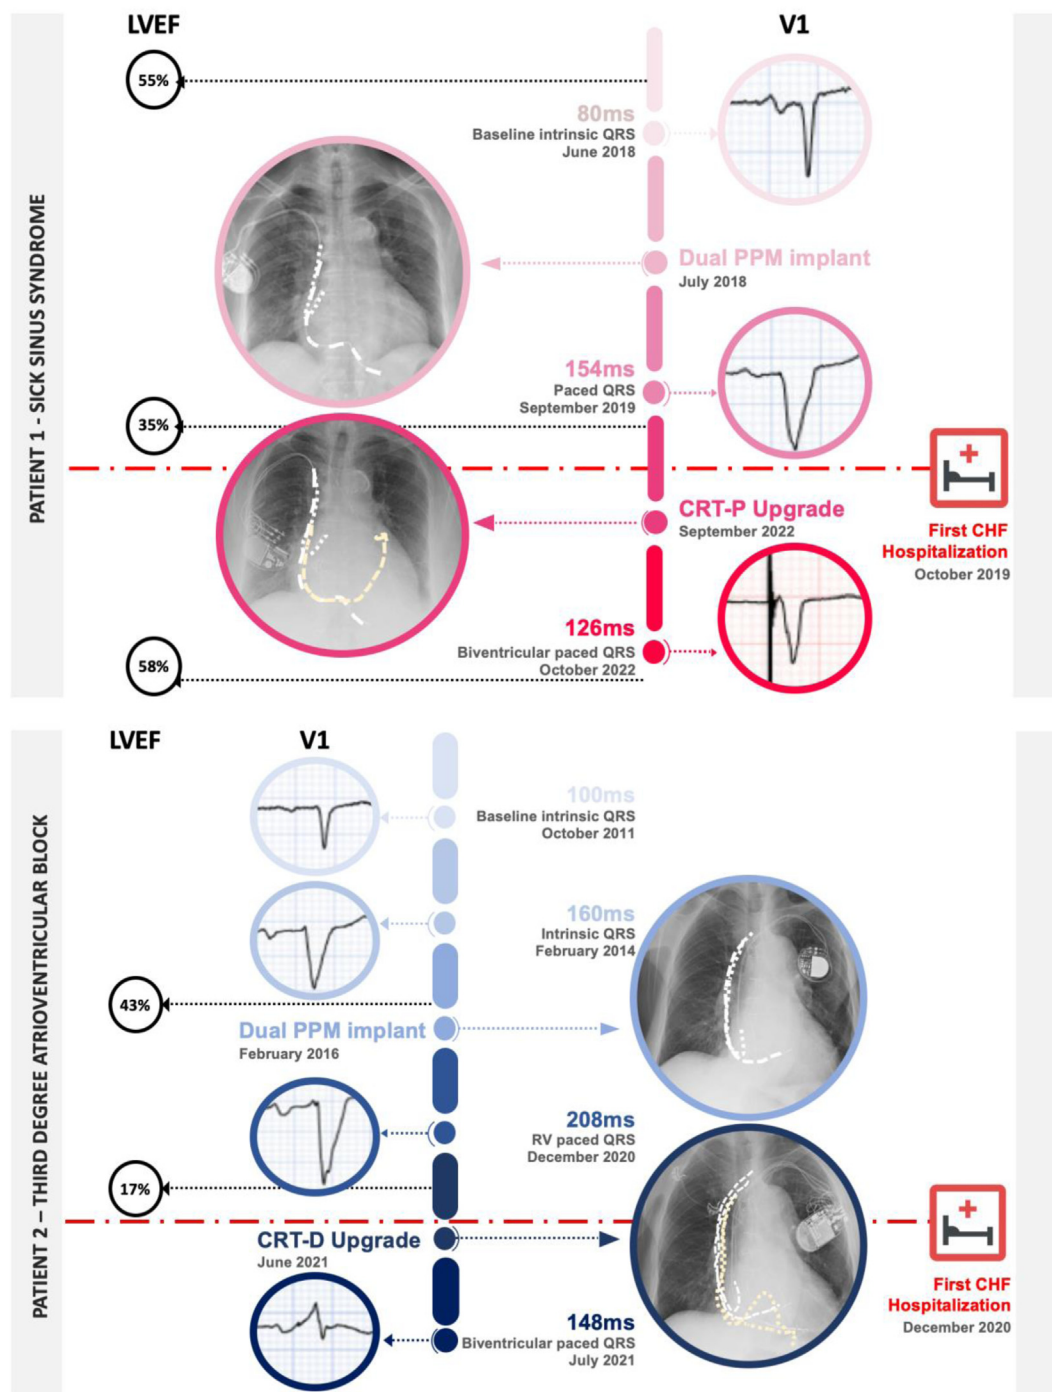 LVEF
V1
55%
80ms
Baseline intrinsic QRS
June 2018
PATIENT 1 - SICK SINUS SYNDROME
Dual PPM implant
July 2018
154ms
Paced QRS
September 2019
35%
CRT-P Upgrade
September 2022
First CHF
Hospitalization
October 2019
126ms
Biventricular paced QRS
October 2022
58%
LVEF
V1
100ms
Baseline intrinsic QRS
October 2011
160ms
Intrinsic QRS
February 2014
43%
Dual PPM implant
February 2016
PATIENT 2 – THIRD DEGREE ATRIOVENTRICULAR BLOCK
208ms
RV paced QRS
December 2020
17%
CRT-D Upgrade
June 2021
First CHF
Hospitalization
December 2020
148ms
Biventricular paced QRS
July 2021